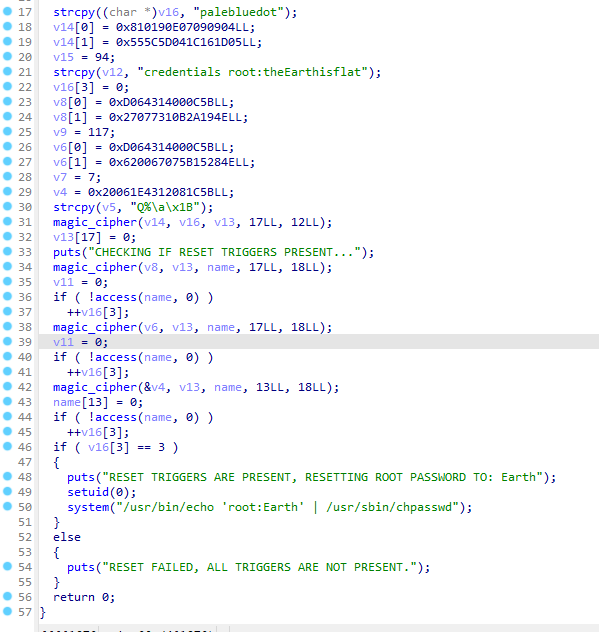 17 strcpy((char *)v16, "palebluedot");
18 v14[0] = 0x810190E07090904LL;
19 v14[1] = 0x555C5D041C161D05LL;
20 v15 = 94;
21 strcpy(v12, "credentials root:theEarthisflat");
22 v16[3] = 0;
23 v8[0] = 0xD064314000C5BLL;
24 v8[1] = 0x27077310B2A194ELL;
25 v9 = 117;
26 v6[0] = 0xD064314000C5BLL;
27 v6[1] = 0x620067075B15284ELL;
28 v7 = 7;
29 v4 = 0x20061E4312081C5BLL;
30 strcpy(v5, "Q%\a\x1B");
31 magic_cipher(v14, v16, v13, 17LL, 12LL);
32 v13[17] = 0;
33 puts("CHECKING IF RESET TRIGGERS PRESENT...");
34 magic_cipher(v8, v13, name, 17LL, 18LL);
35 v11 = 0;
36 if ( !access(name, 0) )
37 ++v16[3];
38 magic_cipher(v6, v13, name, 17LL, 18LL);
39 v11 = 0;
40 if ( !access(name, 0) )
41 ++v16[3];
42 magic_cipher(&v4, v13, name, 13LL, 18LL);
43 name[13] = 0;
44 if ( !access(name, 0) )
45 ++v16[3];
46 if ( v16[3] == 3 )
47 {
48 puts("RESET TRIGGERS ARE PRESENT, RESETTING ROOT PASSWORD TO: Earth");
49 setuid(0);
50 system("/usr/bin/echo 'root:Earth' | /usr/sbin/chpasswd");
51 }
52 else
53 {
54 puts("RESET FAILED, ALL TRIGGERS ARE NOT PRESENT.");
55 }
56 return 0;
57 }